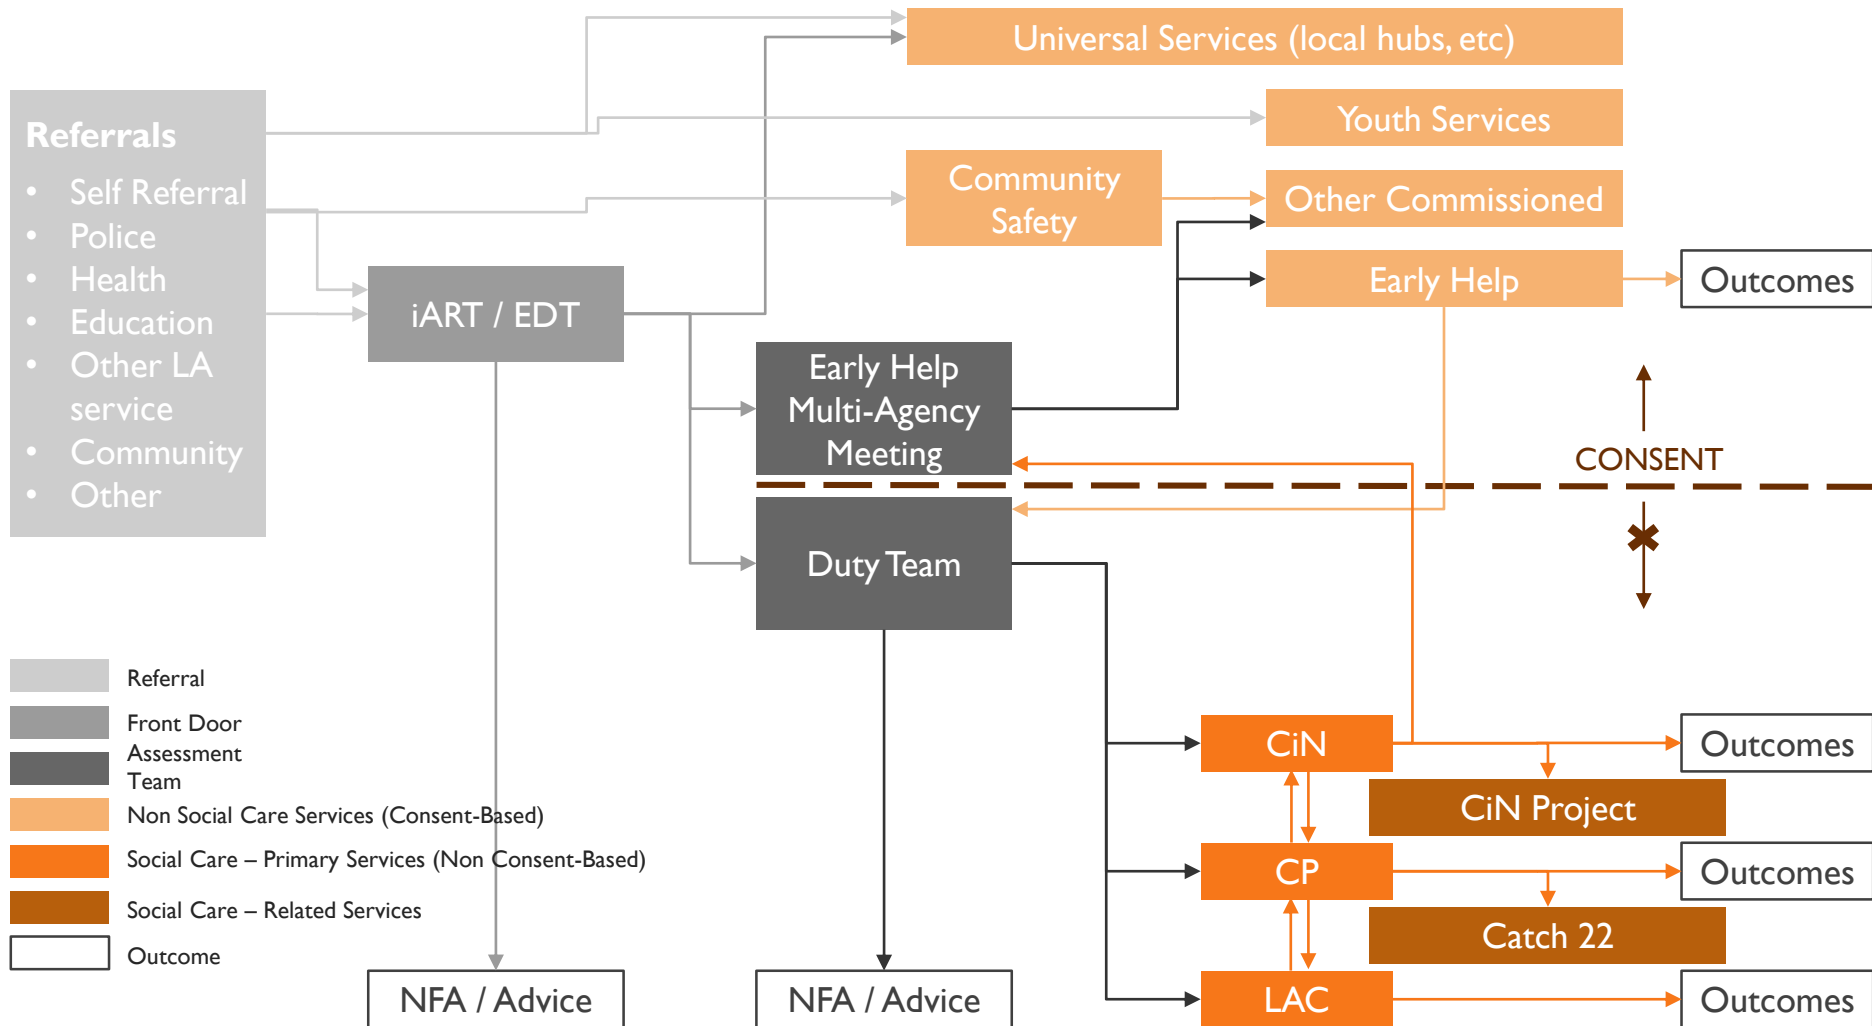 Universal Services (local hubs, etc)
Referrals
• Self Referral
• Police
• Health
• Education
• Other LA
service
• Community
• Other
Youth Services
Community
Safety
Other Commissioned
Early Help
Outcomes
iART / EDT
Early Help
Multi-Agency
Meeting
CONSENT
Duty Team
Referral
Front Door
Assessment
Team
Non Social Care Services (Consent-Based)
Social Care – Primary Services (Non Consent-Based)
Social Care – Related Services
Outcome
CiN
Outcomes
CiN Project
CP
Outcomes
Catch 22
LAC
Outcomes
NFA / Advice
NFA / Advice